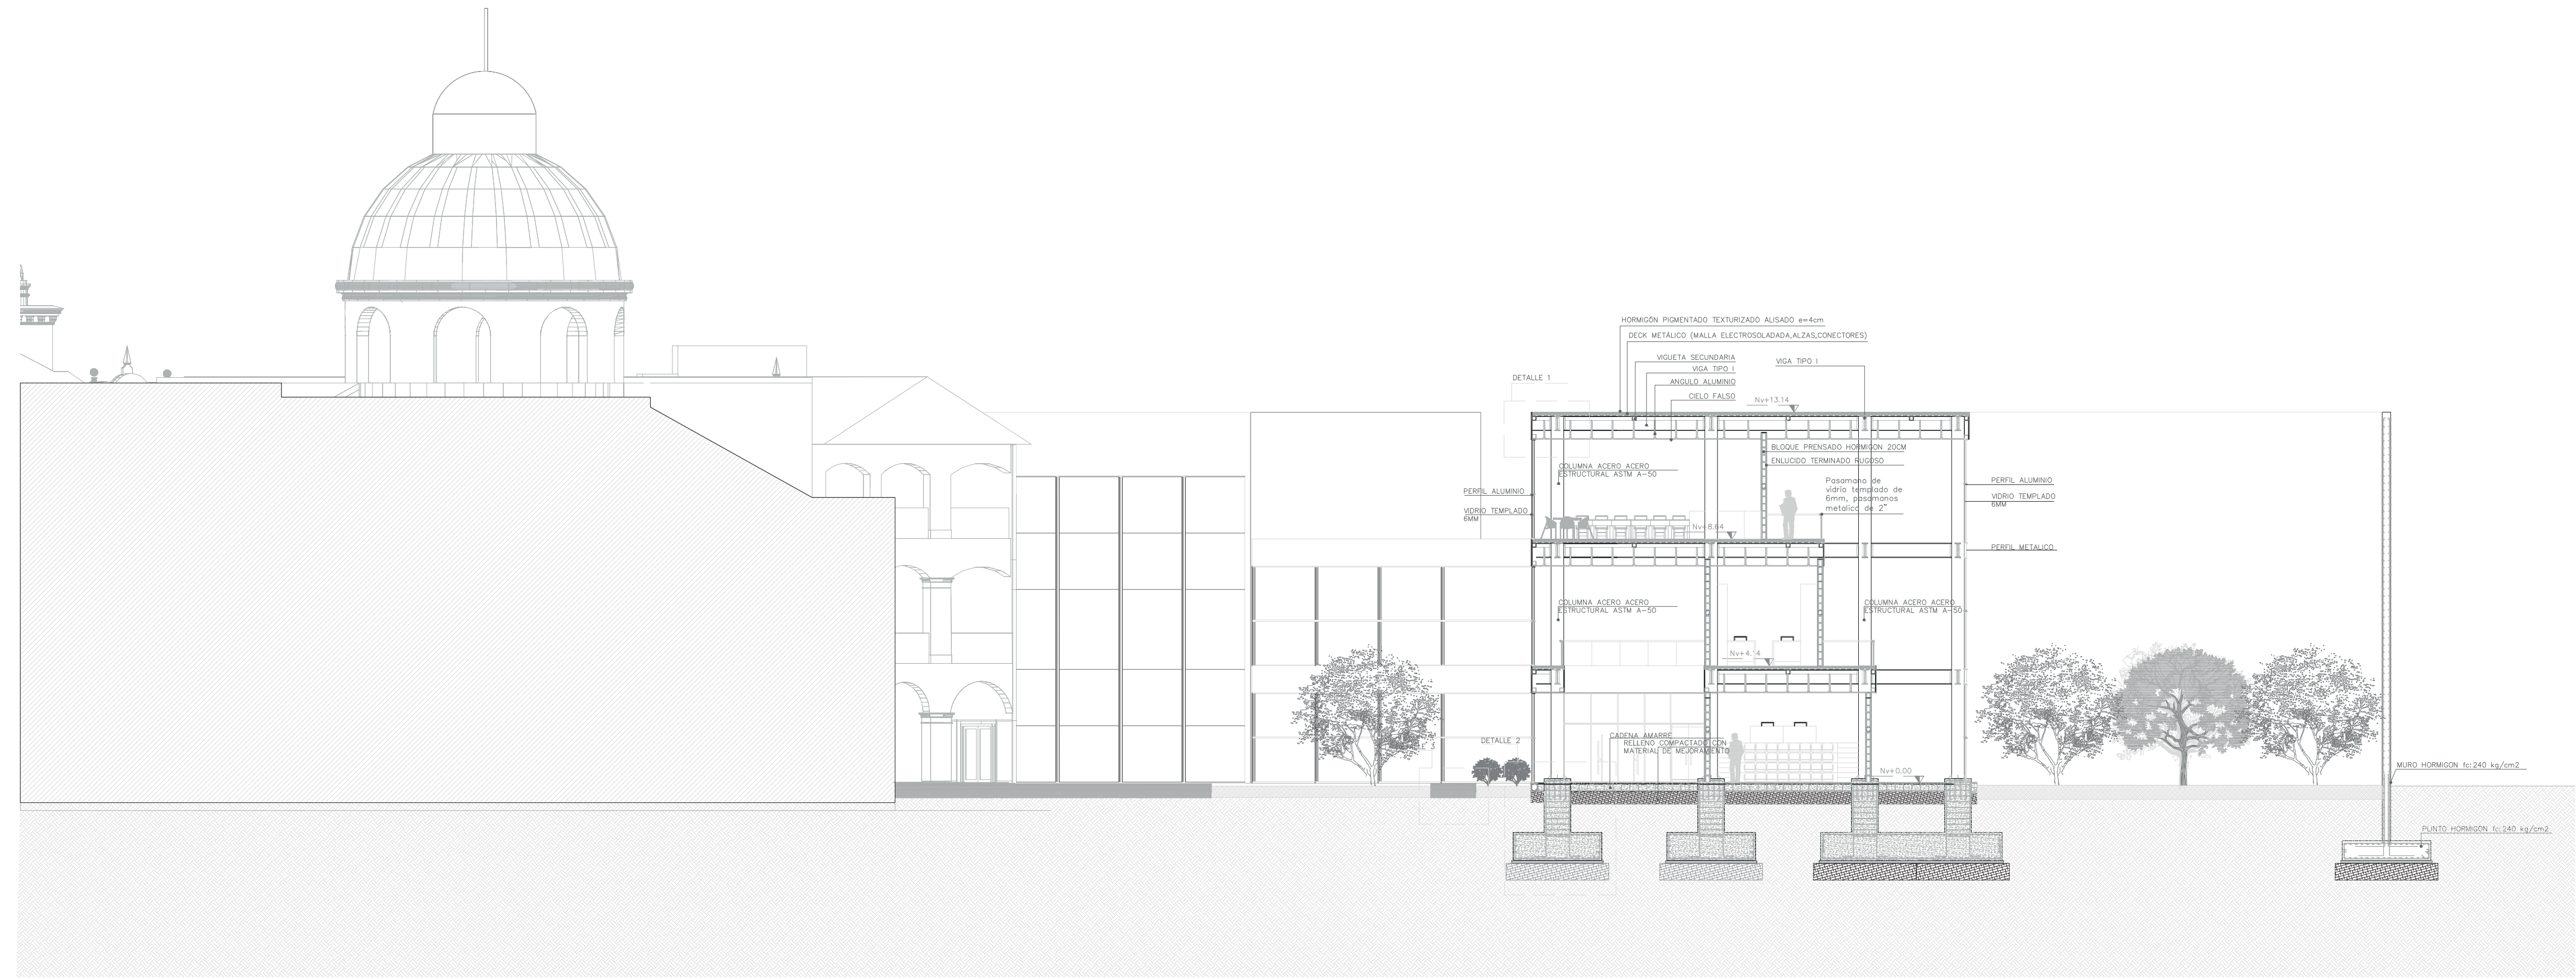 HORMIGÓN PIGMENTADO TEXTURIZADO ALISADO e=4cm
DECK METÁLICO (MALLA ELECTROSOLADADA,ALZAS,CONECTORES)
VIGUETA SECUNDARIA
VIGA TIPO I
VIGA TIPO I
ANGULO ALUMINIO
CIELO FALSO
DETALLE 1
Nv+13.14
BLOQUE PRENSADO HORMIGON 20CM
ENLUCIDO TERMINADO RUGOSO
COLUMNA ACERO ACERO
ESTRUCTURAL ASTM A-50
Pasamano de
vidrio templado de
6mm, pasamanos
metalico de 2"
PERFIL ALUMINIO
VIDRIO TEMPLADO
6MM
PERFIL ALUMINIO
VIDRIO TEMPLADO
6MM
Nv+8.64
PERFIL METALICO
COLUMNA ACERO ACERO
ESTRUCTURAL ASTM A-50
COLUMNA ACERO ACERO
ESTRUCTURAL ASTM A-50
Nv+4.14
CADENA AMARRE
RELLENO COMPACTADO CON
MATERIAL DE MEJORAMIENTO
DETALLE 2
DETALLE 3
Nv+0.00
MURO HORMIGON fc:240 kg/cm2
PLINTO HORMIGÓN fc:240 kg/cm2